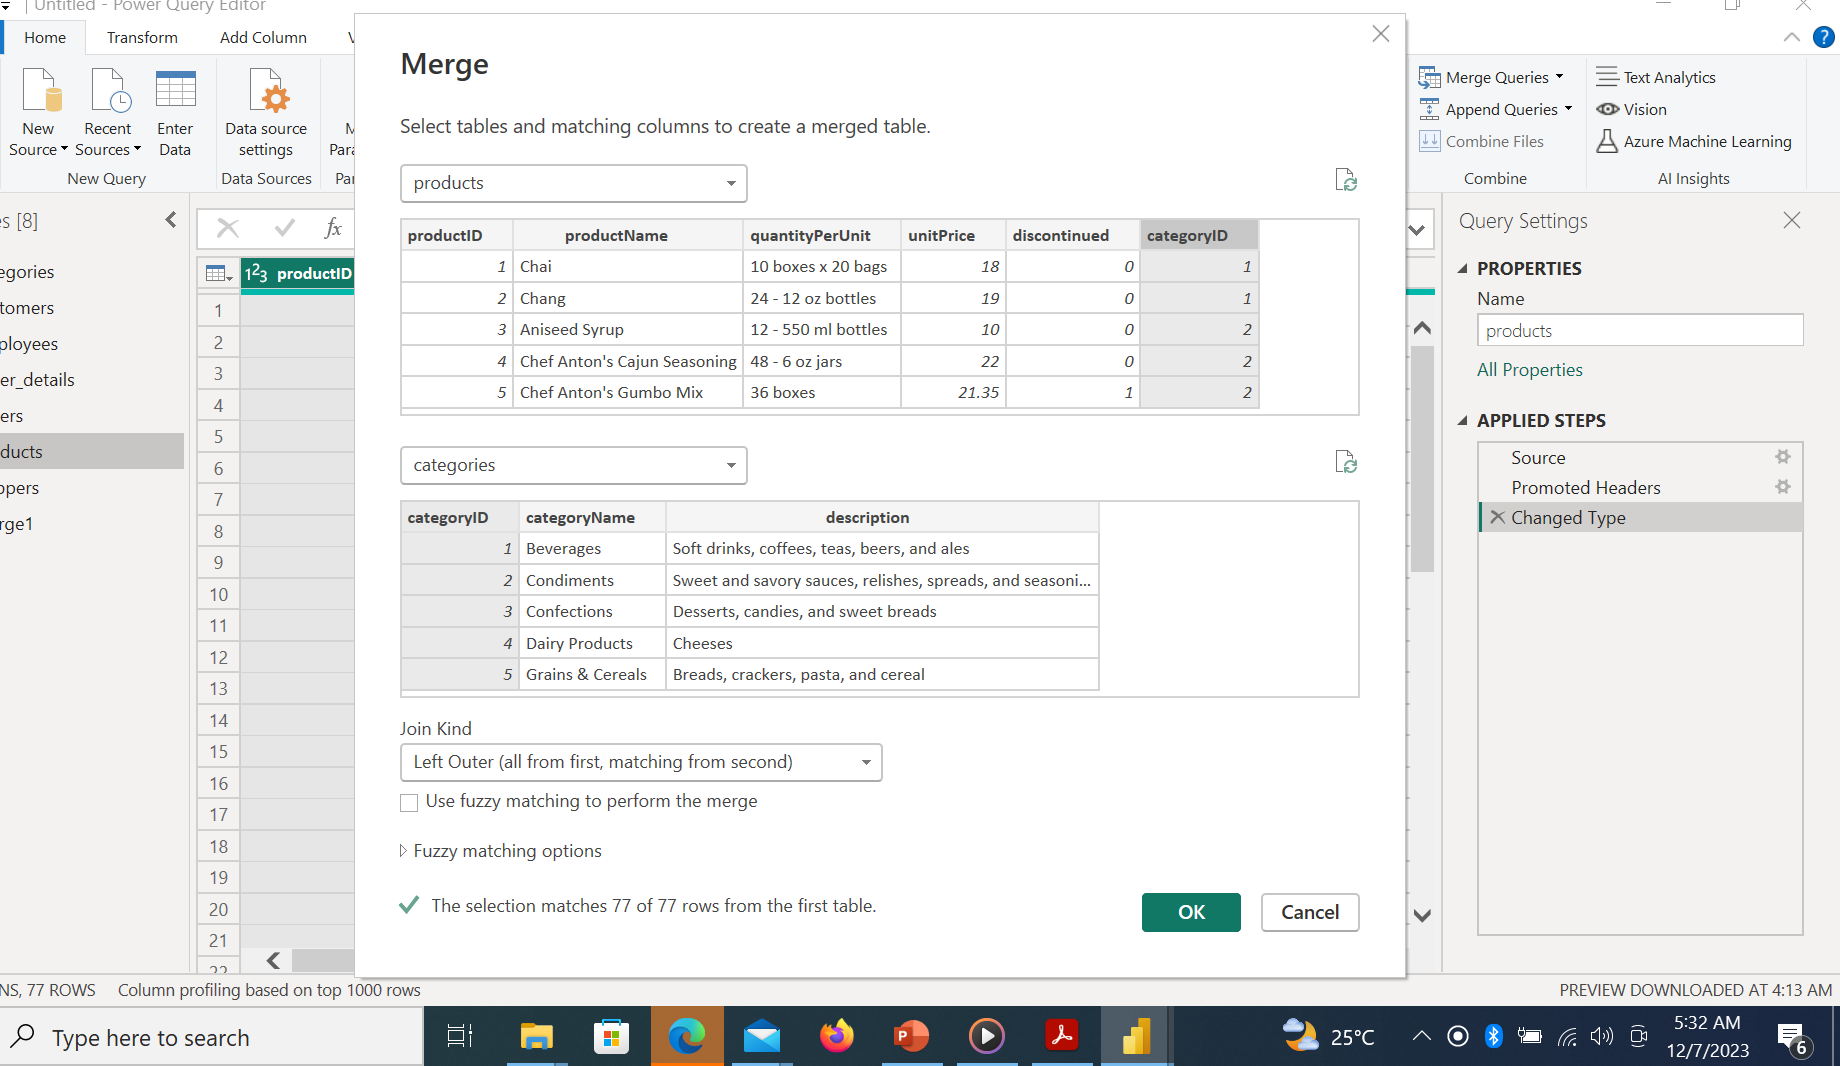 Untitled - Power Query Editor
Home
Transform
Add Column
New Source
Recent Sources
Enter Data
Data source settings
New Query
Data Sources
Merge Queries
Append Queries
Combine Files
Combine
Text Analytics
Vision
Azure Machine Learning
AI Insights
es [8]
egories
tomers
ployees
er_details
ers
ducts
ppers
rge1
fx
123 productID
1
2
3
4
5
6
7
8
9
10
11
12
13
14
15
16
17
18
19
20
21
22
Merge
Select tables and matching columns to create a merged table.
products
productID productName quantityPerUnit unitPrice discontinued categoryID
1 Chai 10 boxes x 20 bags 18 0 1
2 Chang 24 - 12 oz bottles 19 0 1
3 Aniseed Syrup 12 - 550 ml bottles 10 0 2
4 Chef Anton's Cajun Seasoning 48 - 6 oz jars 22 0 2
5 Chef Anton's Gumbo Mix 36 boxes 21.35 1 2
categories
categoryID categoryName description
1 Beverages Soft drinks, coffees, teas, beers, and ales
2 Condiments Sweet and savory sauces, relishes, spreads, and seasoni...
3 Confections Desserts, candies, and sweet breads
4 Dairy Products Cheeses
5 Grains & Cereals Breads, crackers, pasta, and cereal
Join Kind
Left Outer (all from first, matching from second)
Use fuzzy matching to perform the merge
Fuzzy matching options
The selection matches 77 of 77 rows from the first table.
OK
Cancel
Query Settings
PROPERTIES
Name
products
All Properties
APPLIED STEPS
Source
Promoted Headers
Changed Type
NS, 77 ROWS
Column profiling based on top 1000 rows
PREVIEW DOWNLOADED AT 4:13 AM
Type here to search
25°C
5:32 AM
12/7/2023
6